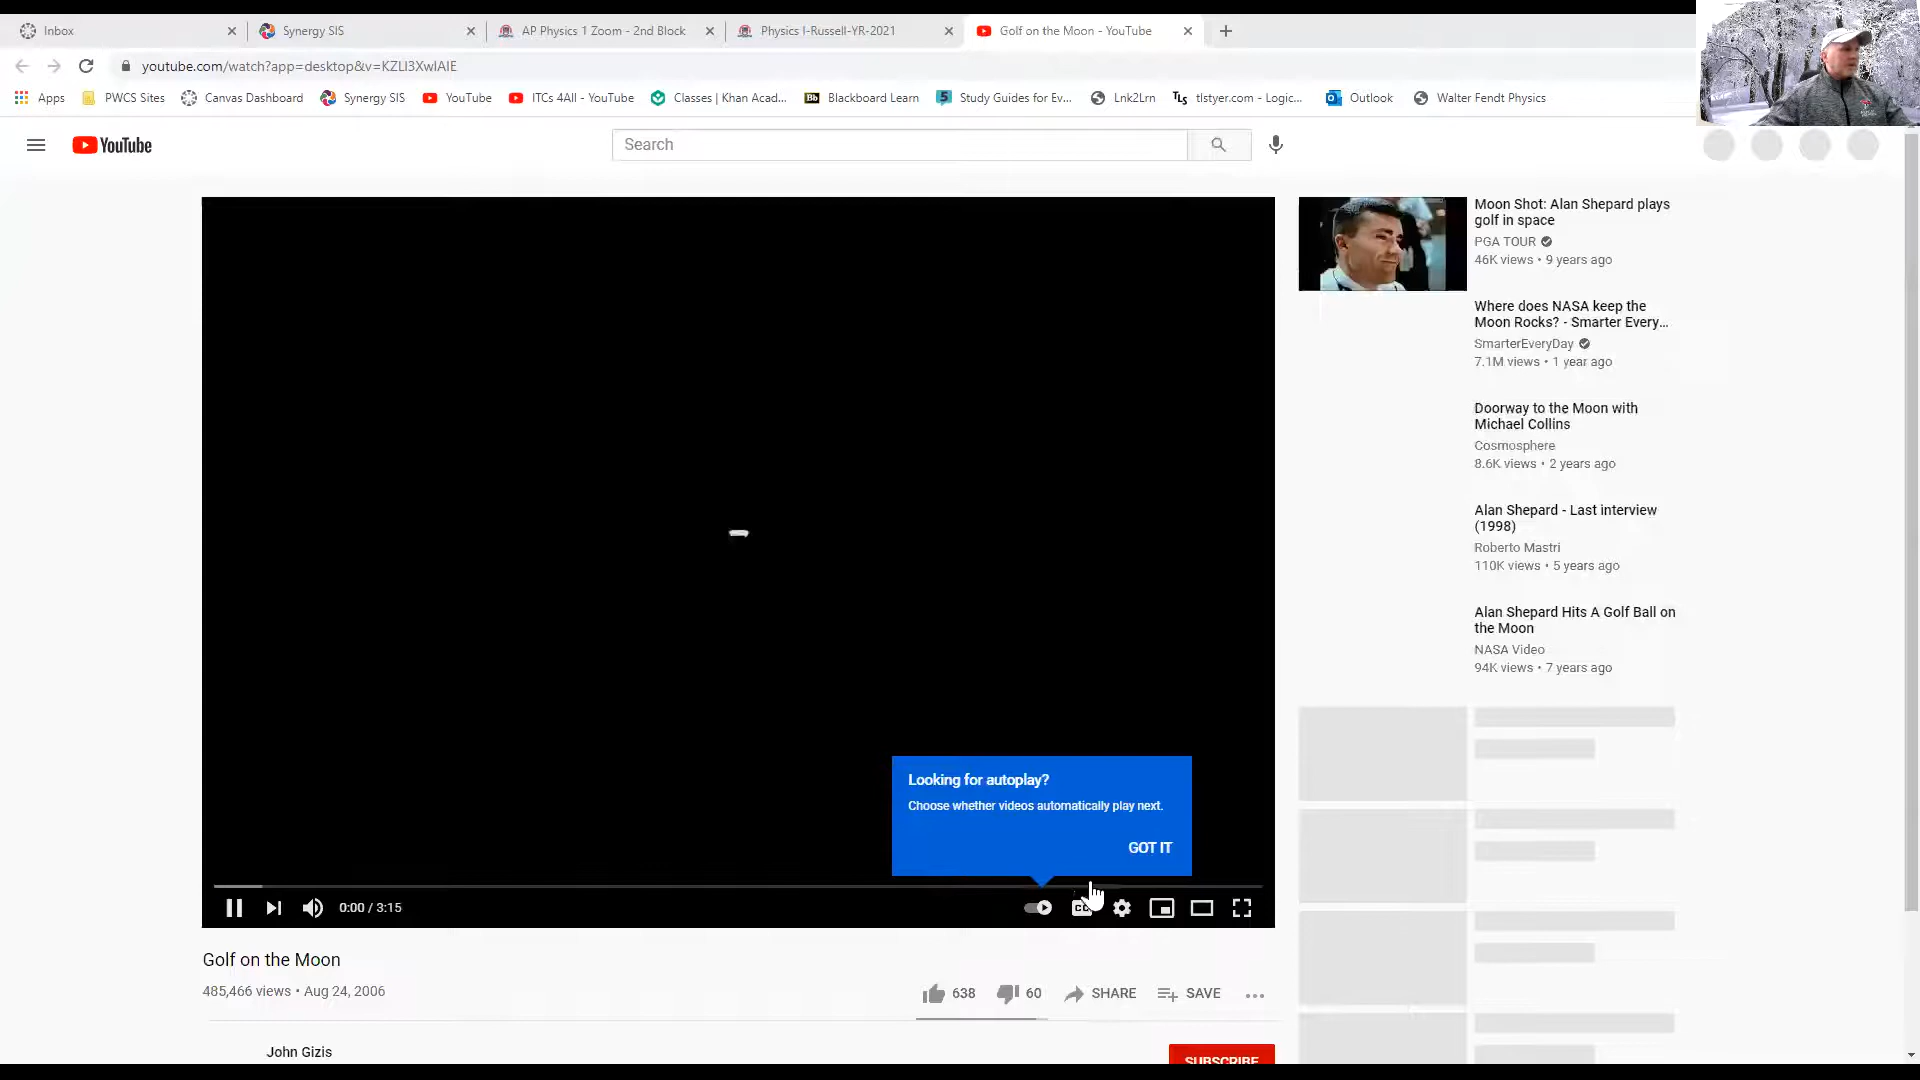 Inbox
Synergy SIS
AP Physics 1 Zoom - 2nd Block
Physics I-Russell-YR-2021
Golf on the Moon - YouTube
youtube.com/watch?app=desktop&v=KZLl3XwlAIE
Apps
PWCS Sites
Canvas Dashboard
Synergy SIS
YouTube
ITCs 4All - YouTube
Classes | Khan Acad...
Bb
Blackboard Learn
5
Study Guides for Ev...
Lnk2Lrn
TLS
tlstyer.com - Logic...
Outlook
Walter Fendt Physics
YouTube
Search
Moon Shot: Alan Shepard plays
golf in space
PGA TOUR
46K views • 9 years ago
Where does NASA keep the
Moon Rocks? - Smarter Every...
SmarterEveryDay
7.1M views • 1 year ago
Doorway to the Moon with
Michael Collins
Cosmosphere
8.6K views • 2 years ago
Alan Shepard - Last interview
(1998)
Roberto Mastri
110K views • 5 years ago
Alan Shepard Hits A Golf Ball on
the Moon
NASA Video
94K views • 7 years ago
Looking for autoplay?
Choose whether videos automatically play next.
GOT IT
0:00 / 3:15
CC
Golf on the Moon
485,466 views • Aug 24, 2006
638
60
SHARE
SAVE
John Gizis
SUBSCRIBE